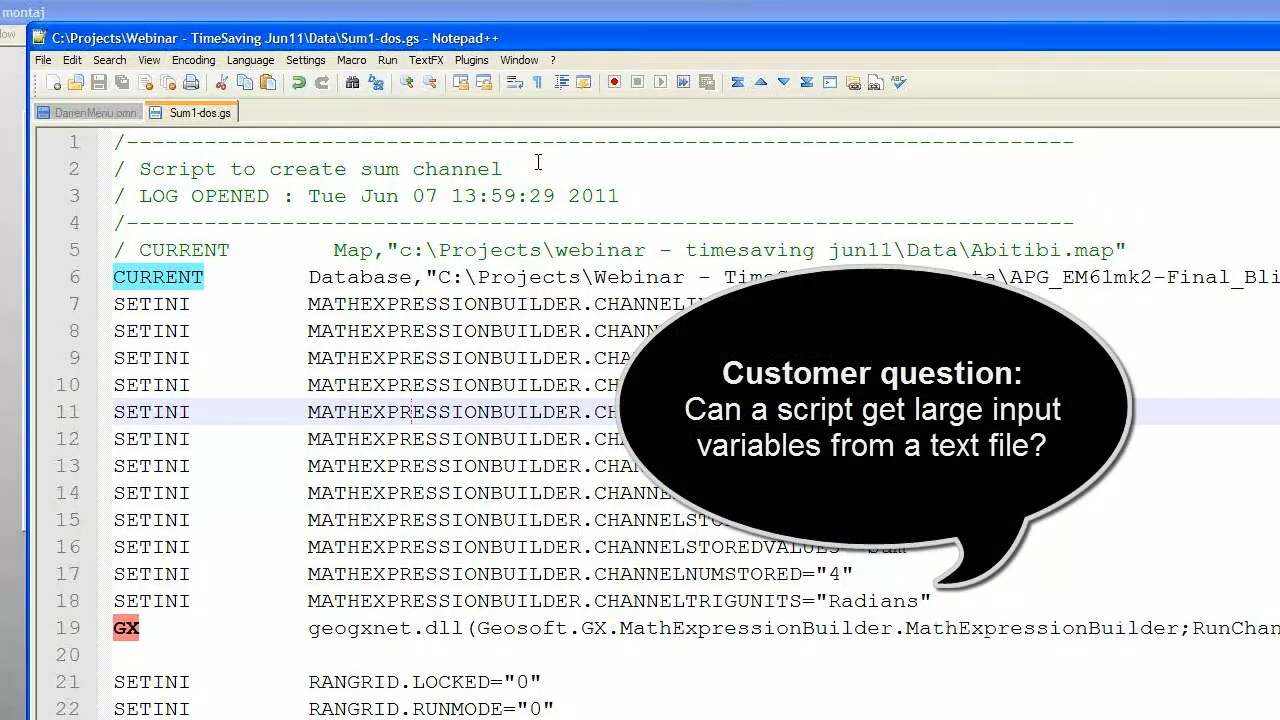 montaj
low
C:\Projects\Webinar - TimeSaving Jun11\Data\Sum1-dos.gs - Notepad++
File Edit Search View Encoding Language Settings Macro Run TextFX Plugins Window ?
DarrenMenu.omn Sum1-dos.gs
1 /-------------------------------------------------------------------------
2 / Script to create sum channel
3 / LOG OPENED : Tue Jun 07 13:59:29 2011
4 /-------------------------------------------------------------------------
5 / CURRENT Map,"c:\Projects\webinar - timesaving jun11\Data\Abitibi.map"
6 CURRENT Database,"C:\Projects\Webinar - TimeS a\APG_EM61mk2-Final_Bli
7 SETINI MATHEXPRESSIONBUILDER.CHANNELI
8 SETINI MATHEXPRESSIONBUILDER.CHANN
9 SETINI MATHEXPRESSIONBUILDER.CHA
10 SETINI MATHEXPRESSIONBUILDER.CH
11 SETINI MATHEXPRESSIONBUILDER.CH
12 SETINI MATHEXPRESSIONBUILDER.CH
13 SETINI MATHEXPRESSIONBUILDER.CHA
14 SETINI MATHEXPRESSIONBUILDER.CHANN
15 SETINI MATHEXPRESSIONBUILDER.CHANNELSTO
16 SETINI MATHEXPRESSIONBUILDER.CHANNELSTOREDVALUES="Sum"
17 SETINI MATHEXPRESSIONBUILDER.CHANNELNUMSTORED="4"
18 SETINI MATHEXPRESSIONBUILDER.CHANNELTRIGUNITS="Radians"
19 GX geogxnet.dll(Geosoft.GX.MathExpressionBuilder.MathExpressionBuilder;RunChan
20
21 SETINI RANGRID.LOCKED="0"
22 SETINI RANGRID.RUNMODE="0"
Customer question:
Can a script get large input
variables from a text file?